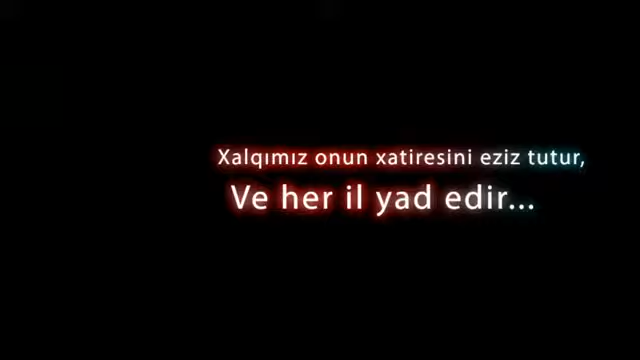 Xalqımız onun xatiresini eziz tutur,
Ve her il yad edir...